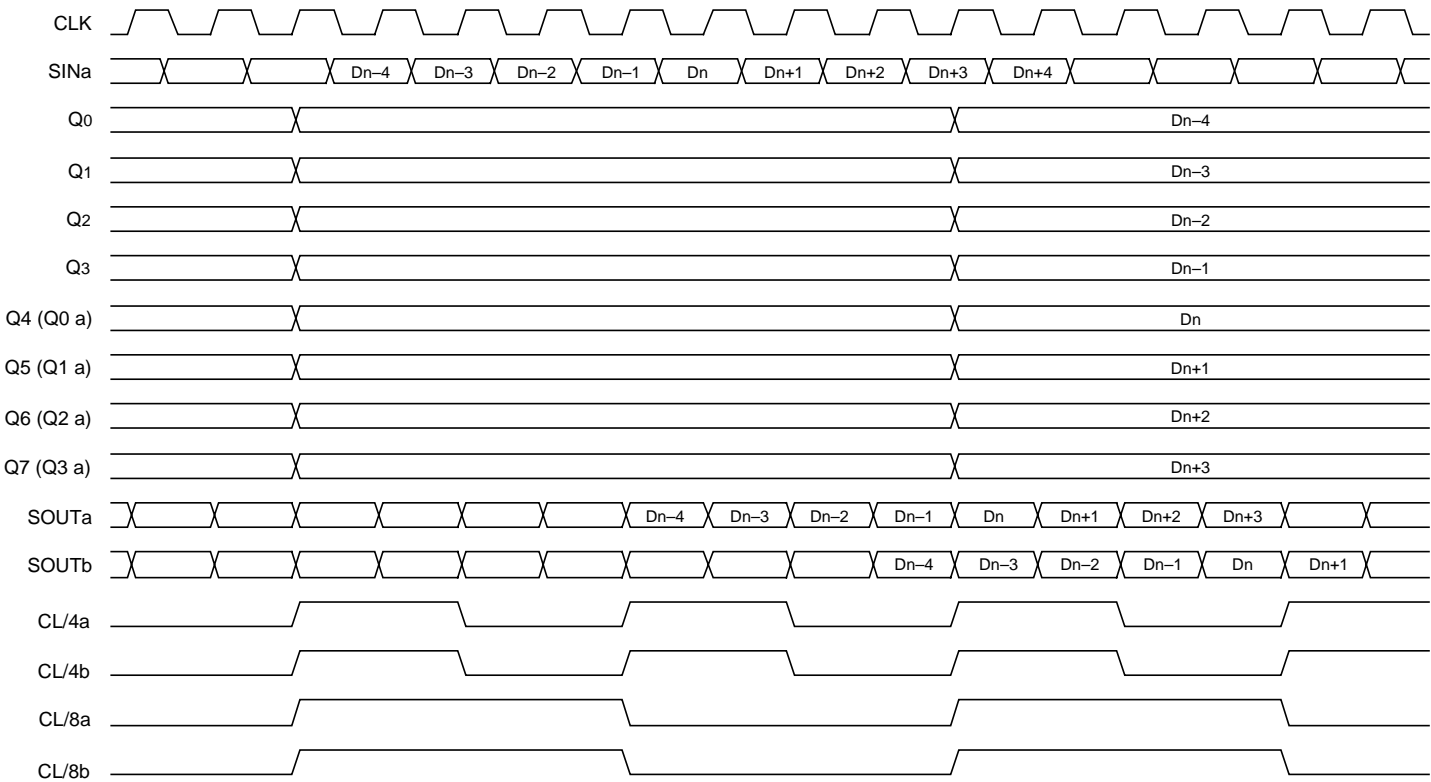 CLK
SINa Dn–4 Dn–3 Dn–2 Dn–1 Dn Dn+1 Dn+2 Dn+3 Dn+4
Q0 Dn–4
Q1 Dn–3
Q2 Dn–2
Q3 Dn–1
Q4 (Q0 a) Dn
Q5 (Q1 a) Dn+1
Q6 (Q2 a) Dn+2
Q7 (Q3 a) Dn+3
SOUTa Dn–4 Dn–3 Dn–2 Dn–1 Dn Dn+1 Dn+2 Dn+3
SOUTb Dn–4 Dn–3 Dn–2 Dn–1 Dn Dn+1
CL/4a
CL/4b
CL/8a
CL/8b